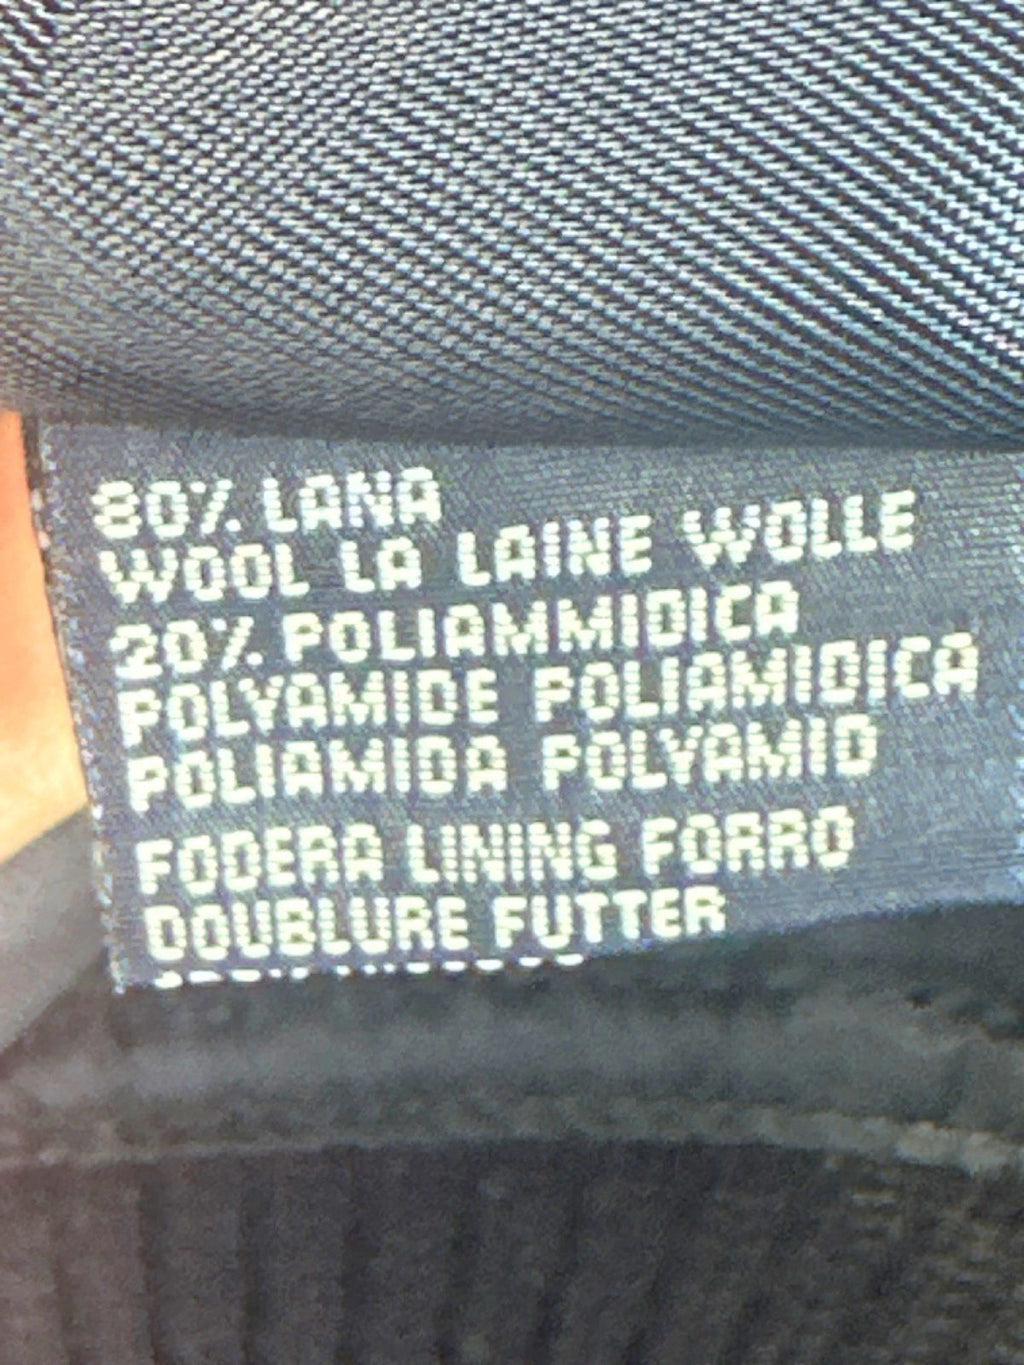 80% LANA
WOOL LA LAINE WOLLE
20% POLIAMMIDICA
POLYAMIDE POLIAMIDICA
POLIAMIDA POLYAMID
FODERA LINING FORRO
DOUBLURE FUTTER